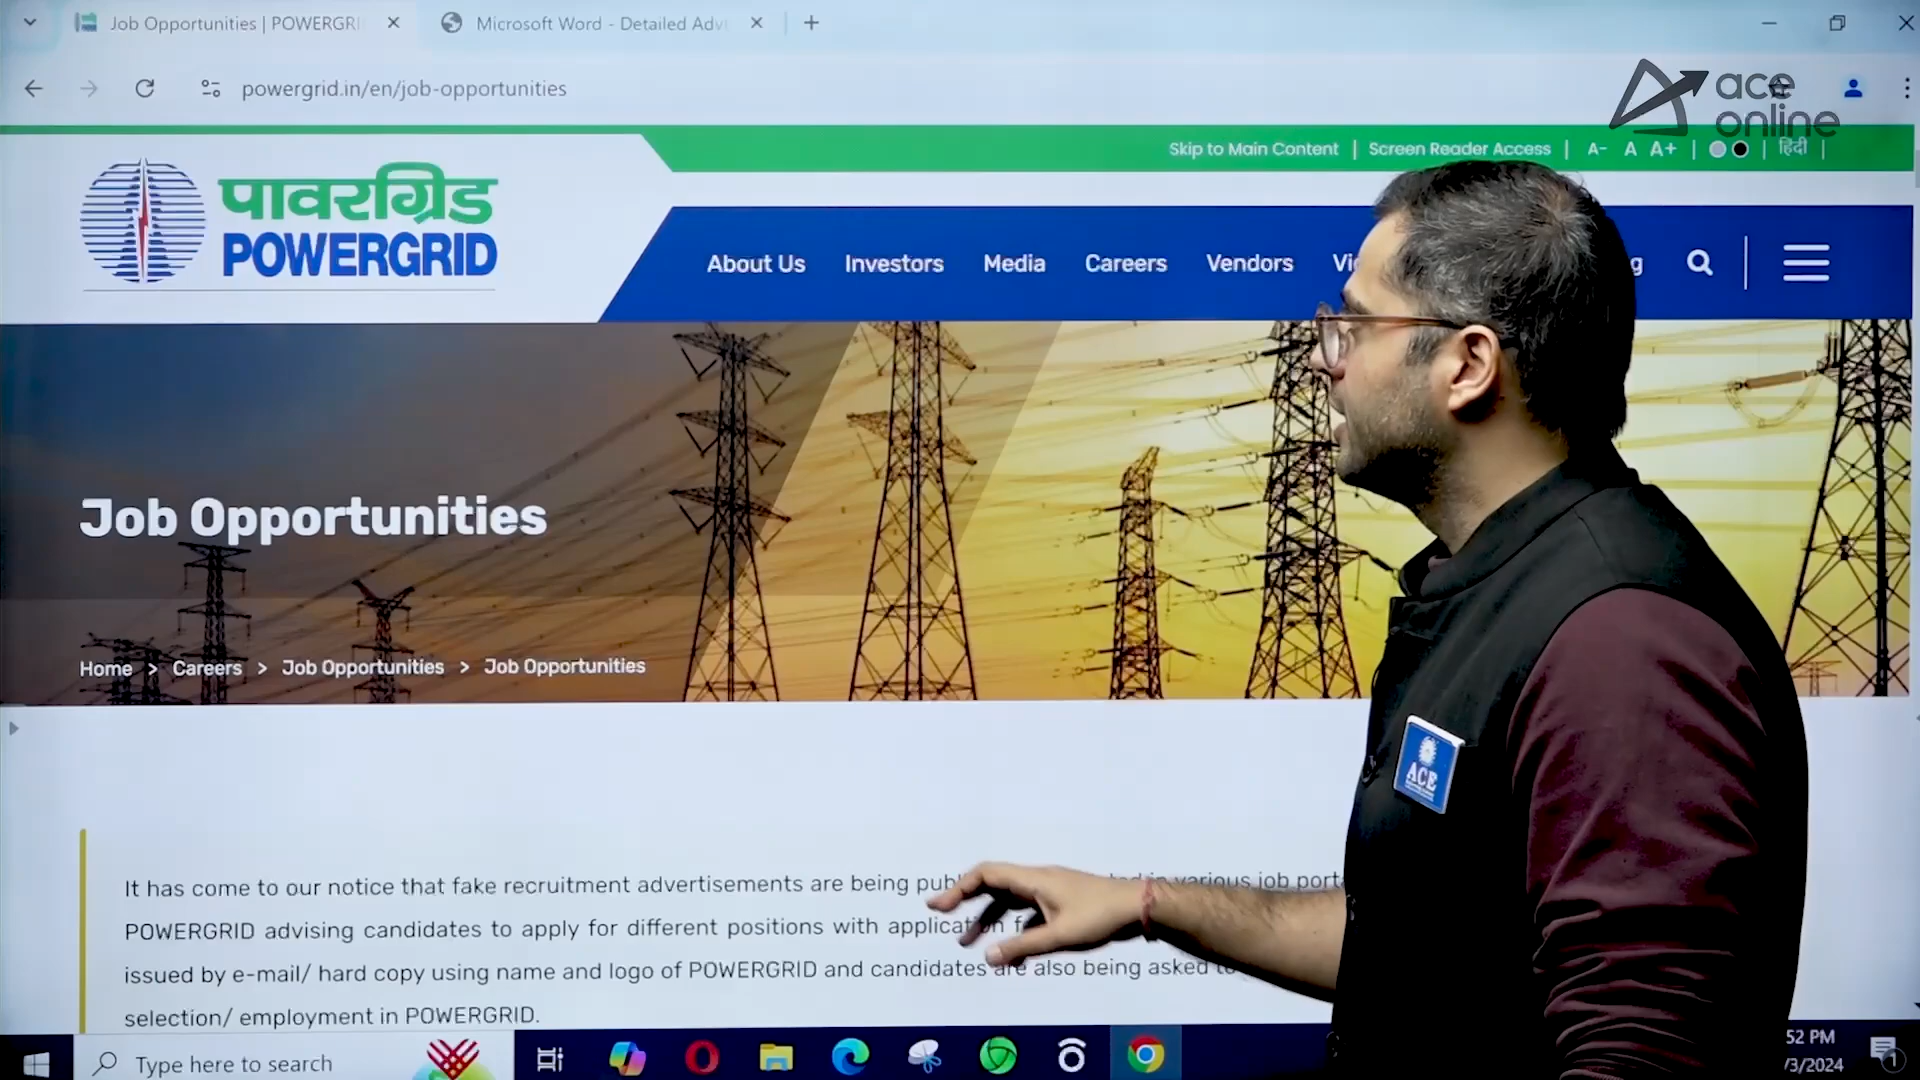 Job Opportunities | POWERGRI
Microsoft Word - Detailed Adv
powergrid.in/en/job-opportunities
ace
online
Skip to Main Content | Screen Reader Access | A- A A+ | हिंदी |
पावरग्रिड
POWERGRID
About Us Investors Media Careers Vendors
Job Opportunities
Home > Careers > Job Opportunities > Job Opportunities
ACE
It has come to our notice that fake recruitment advertisements are being in various job
POWERGRID advising candidates to apply for different positions with
issued by e-mail/ hard copy using name and logo of POWERGRID and candidates are also being asked to
selection/ employment in POWERGRID.
Type here to search
52 PM
/3/2024
1